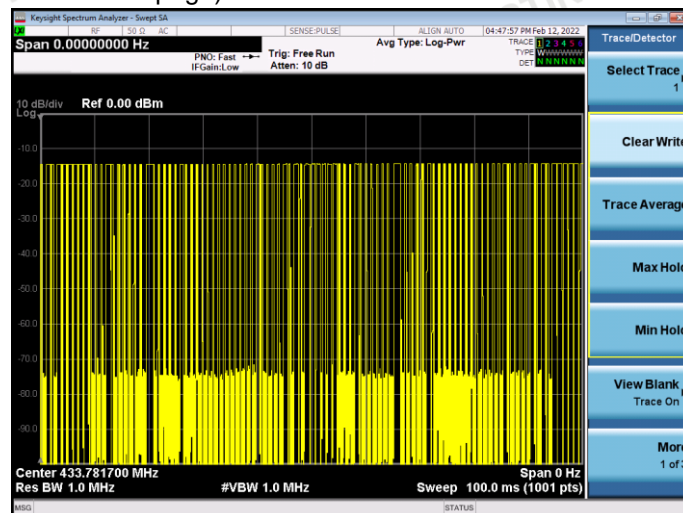 Keysight Spectrum Analyzer - Swept SA
RF 50 Ω AC SENSE:PULSE ALIGN AUTO 04:47:57 PM Feb 12, 2022
Span 0.00000000 Hz
PNO: Fast
IFGain:Low
Trig: Free Run
Atten: 10 dB
Avg Type: Log-Pwr
TRACE 1 2 3 4 5 6
TYPE W
DET N N N N N N
10 dB/div
Log
Ref 0.00 dBm
-10.0
-20.0
-30.0
-40.0
-50.0
-60.0
-70.0
-80.0
-90.0
Center 433.781700 MHz
Span 0 Hz
Res BW 1.0 MHz
#VBW 1.0 MHz
Sweep 100.0 ms (1001 pts)
MSG
STATUS
Trace/Detector
Select Trace
1
Clear Write
Trace Average
Max Hold
Min Hold
View Blank
Trace On
More
1 of 3